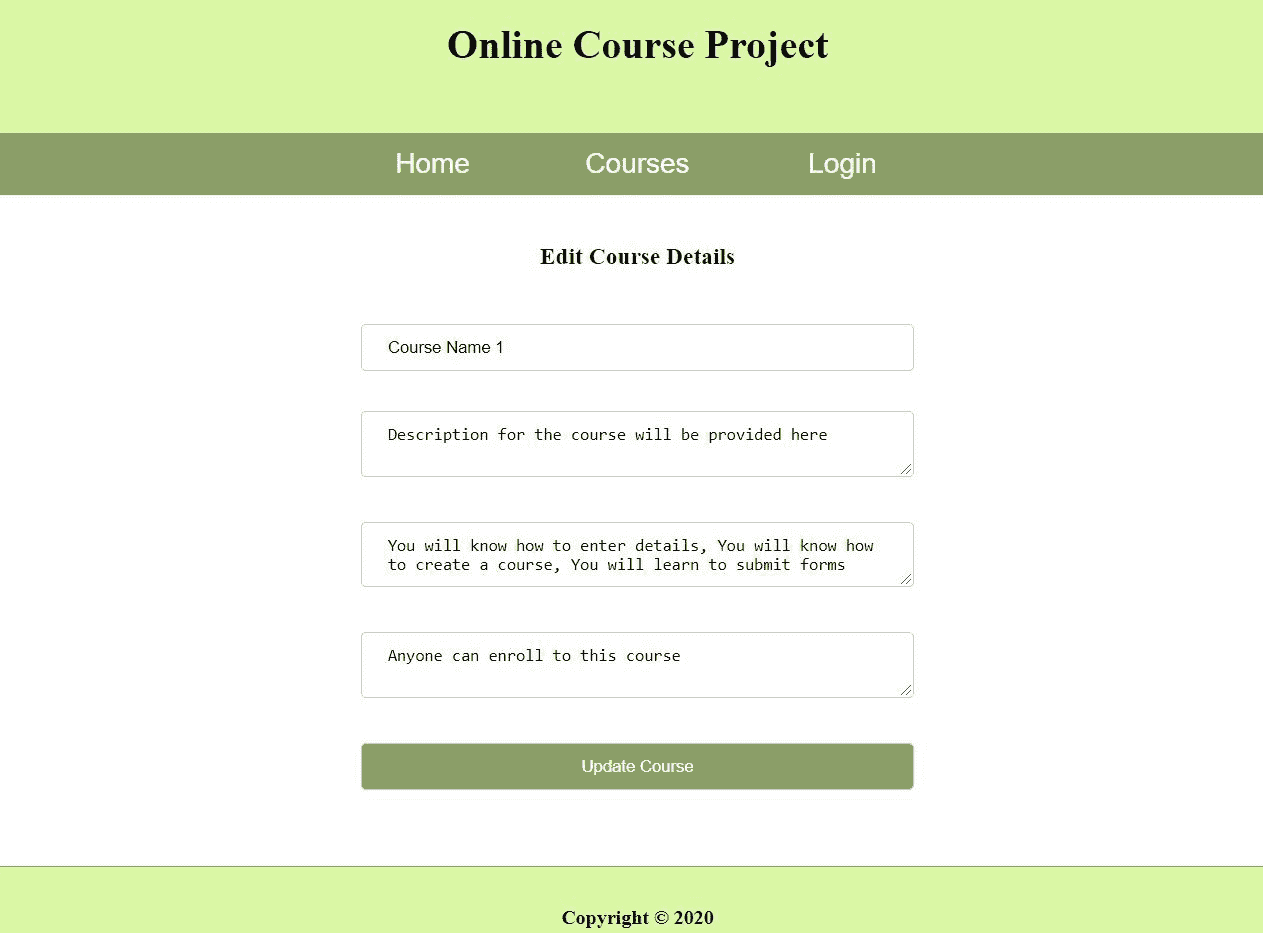 Online Course Project
Home Courses Login
Edit Course Details
Course Name 1
Description for the course will be provided here
You will know how to enter details, You will know how
to create a course, You will learn to submit forms
Anyone can enroll to this course
Update Course
Copyright © 2020